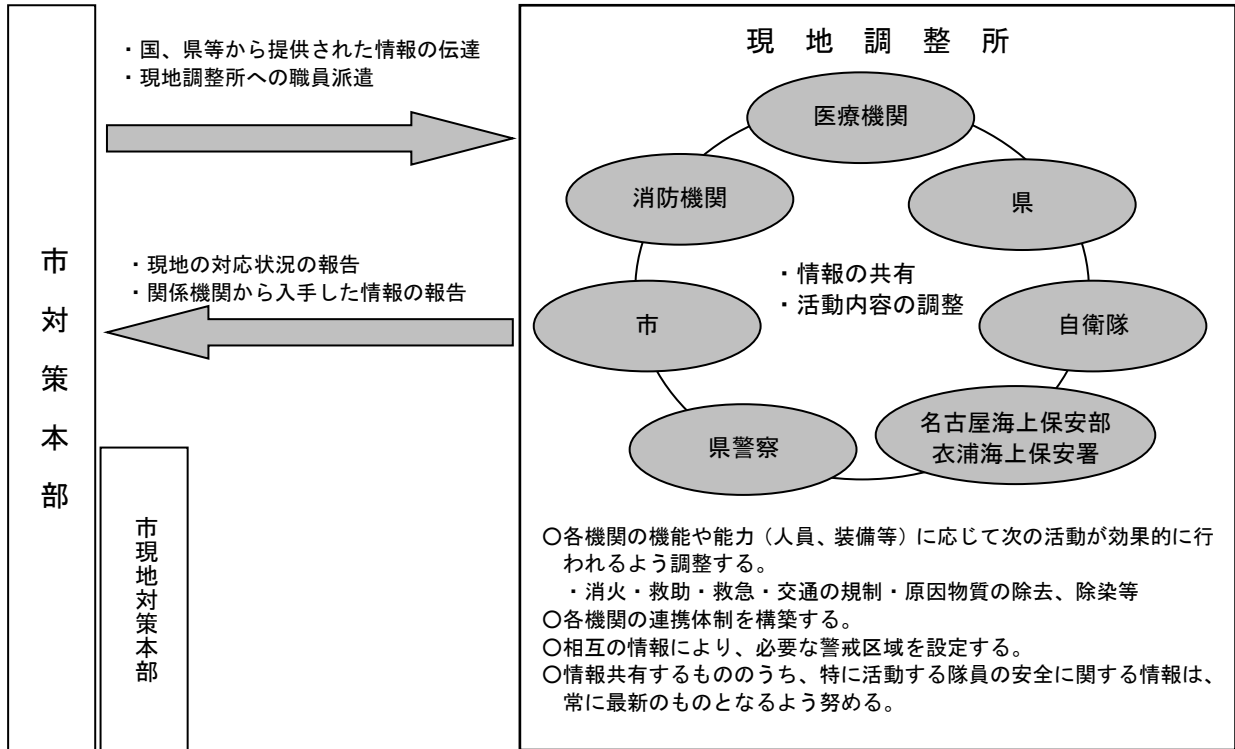 市対策本部
市現地対策本部
・国、県等から提供された情報の伝達
・現地調整所への職員派遣
・現地の対応状況の報告
・関係機関から入手した情報の報告
現地調整所
医療機関
消防機関
県
・情報の共有
・活動内容の調整
市
自衛隊
県警察
名古屋海上保安部
衣浦海上保安署
〇各機関の機能や能力（人員、装備等）に応じて次の活動が効果的に行
われるよう調整する。
・消火・救助・救急・交通の規制・原因物質の除去、除染等
〇各機関の連携体制を構築する。
〇相互の情報により、必要な警戒区域を設定する。
〇情報共有するもののうち、特に活動する隊員の安全に関する情報は、
常に最新のものとなるよう努める。